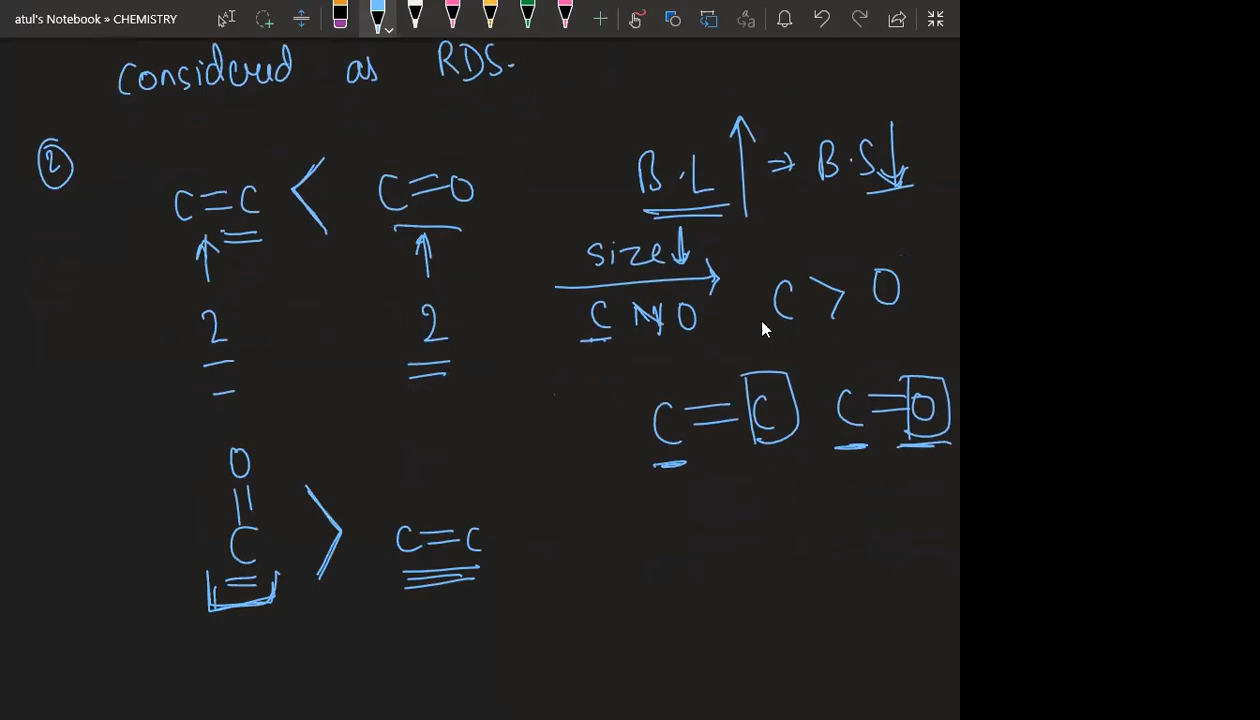 atul's Notebook » CHEMISTRY
considered as RDS.
2
C=C < C=O
2 2
B.L ↑ ⇒ B.S ↓
size ↓
C N O
C > O
C=C C=O
O
||
C > C=C